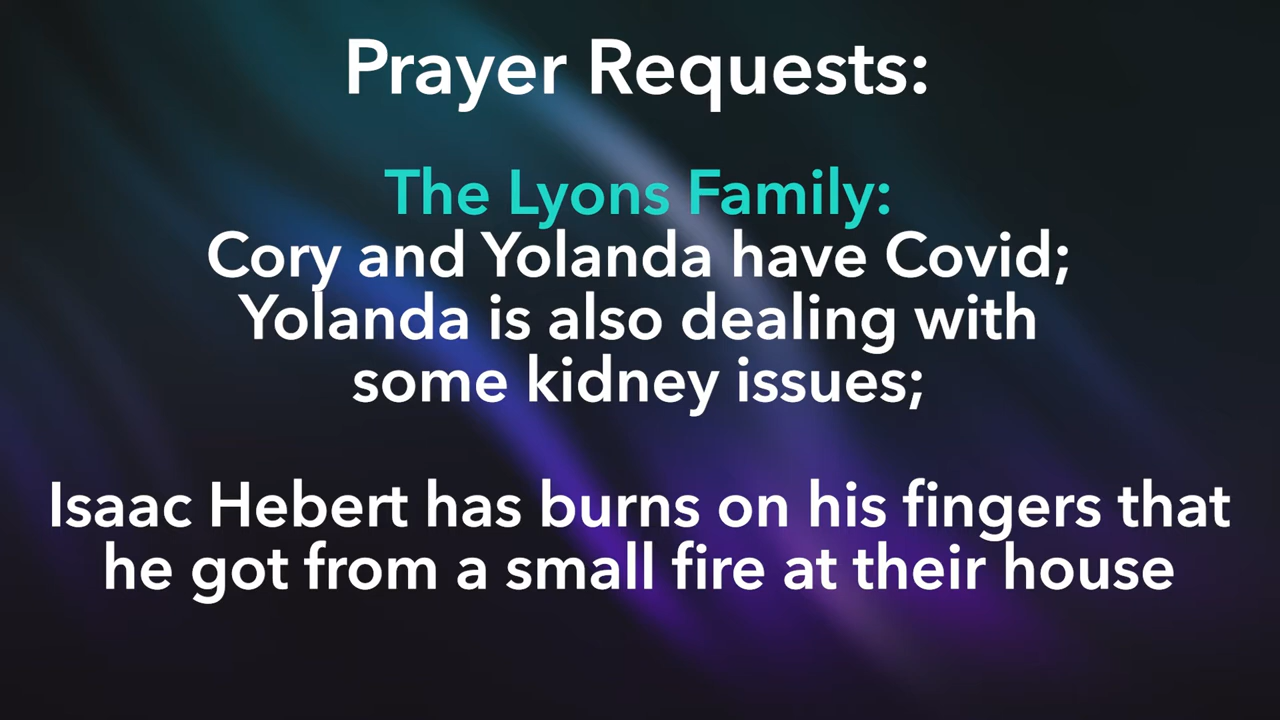 Prayer Requests:
The Lyons Family:
Cory and Yolanda have Covid;
Yolanda is also dealing with
some kidney issues;
Isaac Hebert has burns on his fingers that
he got from a small fire at their house